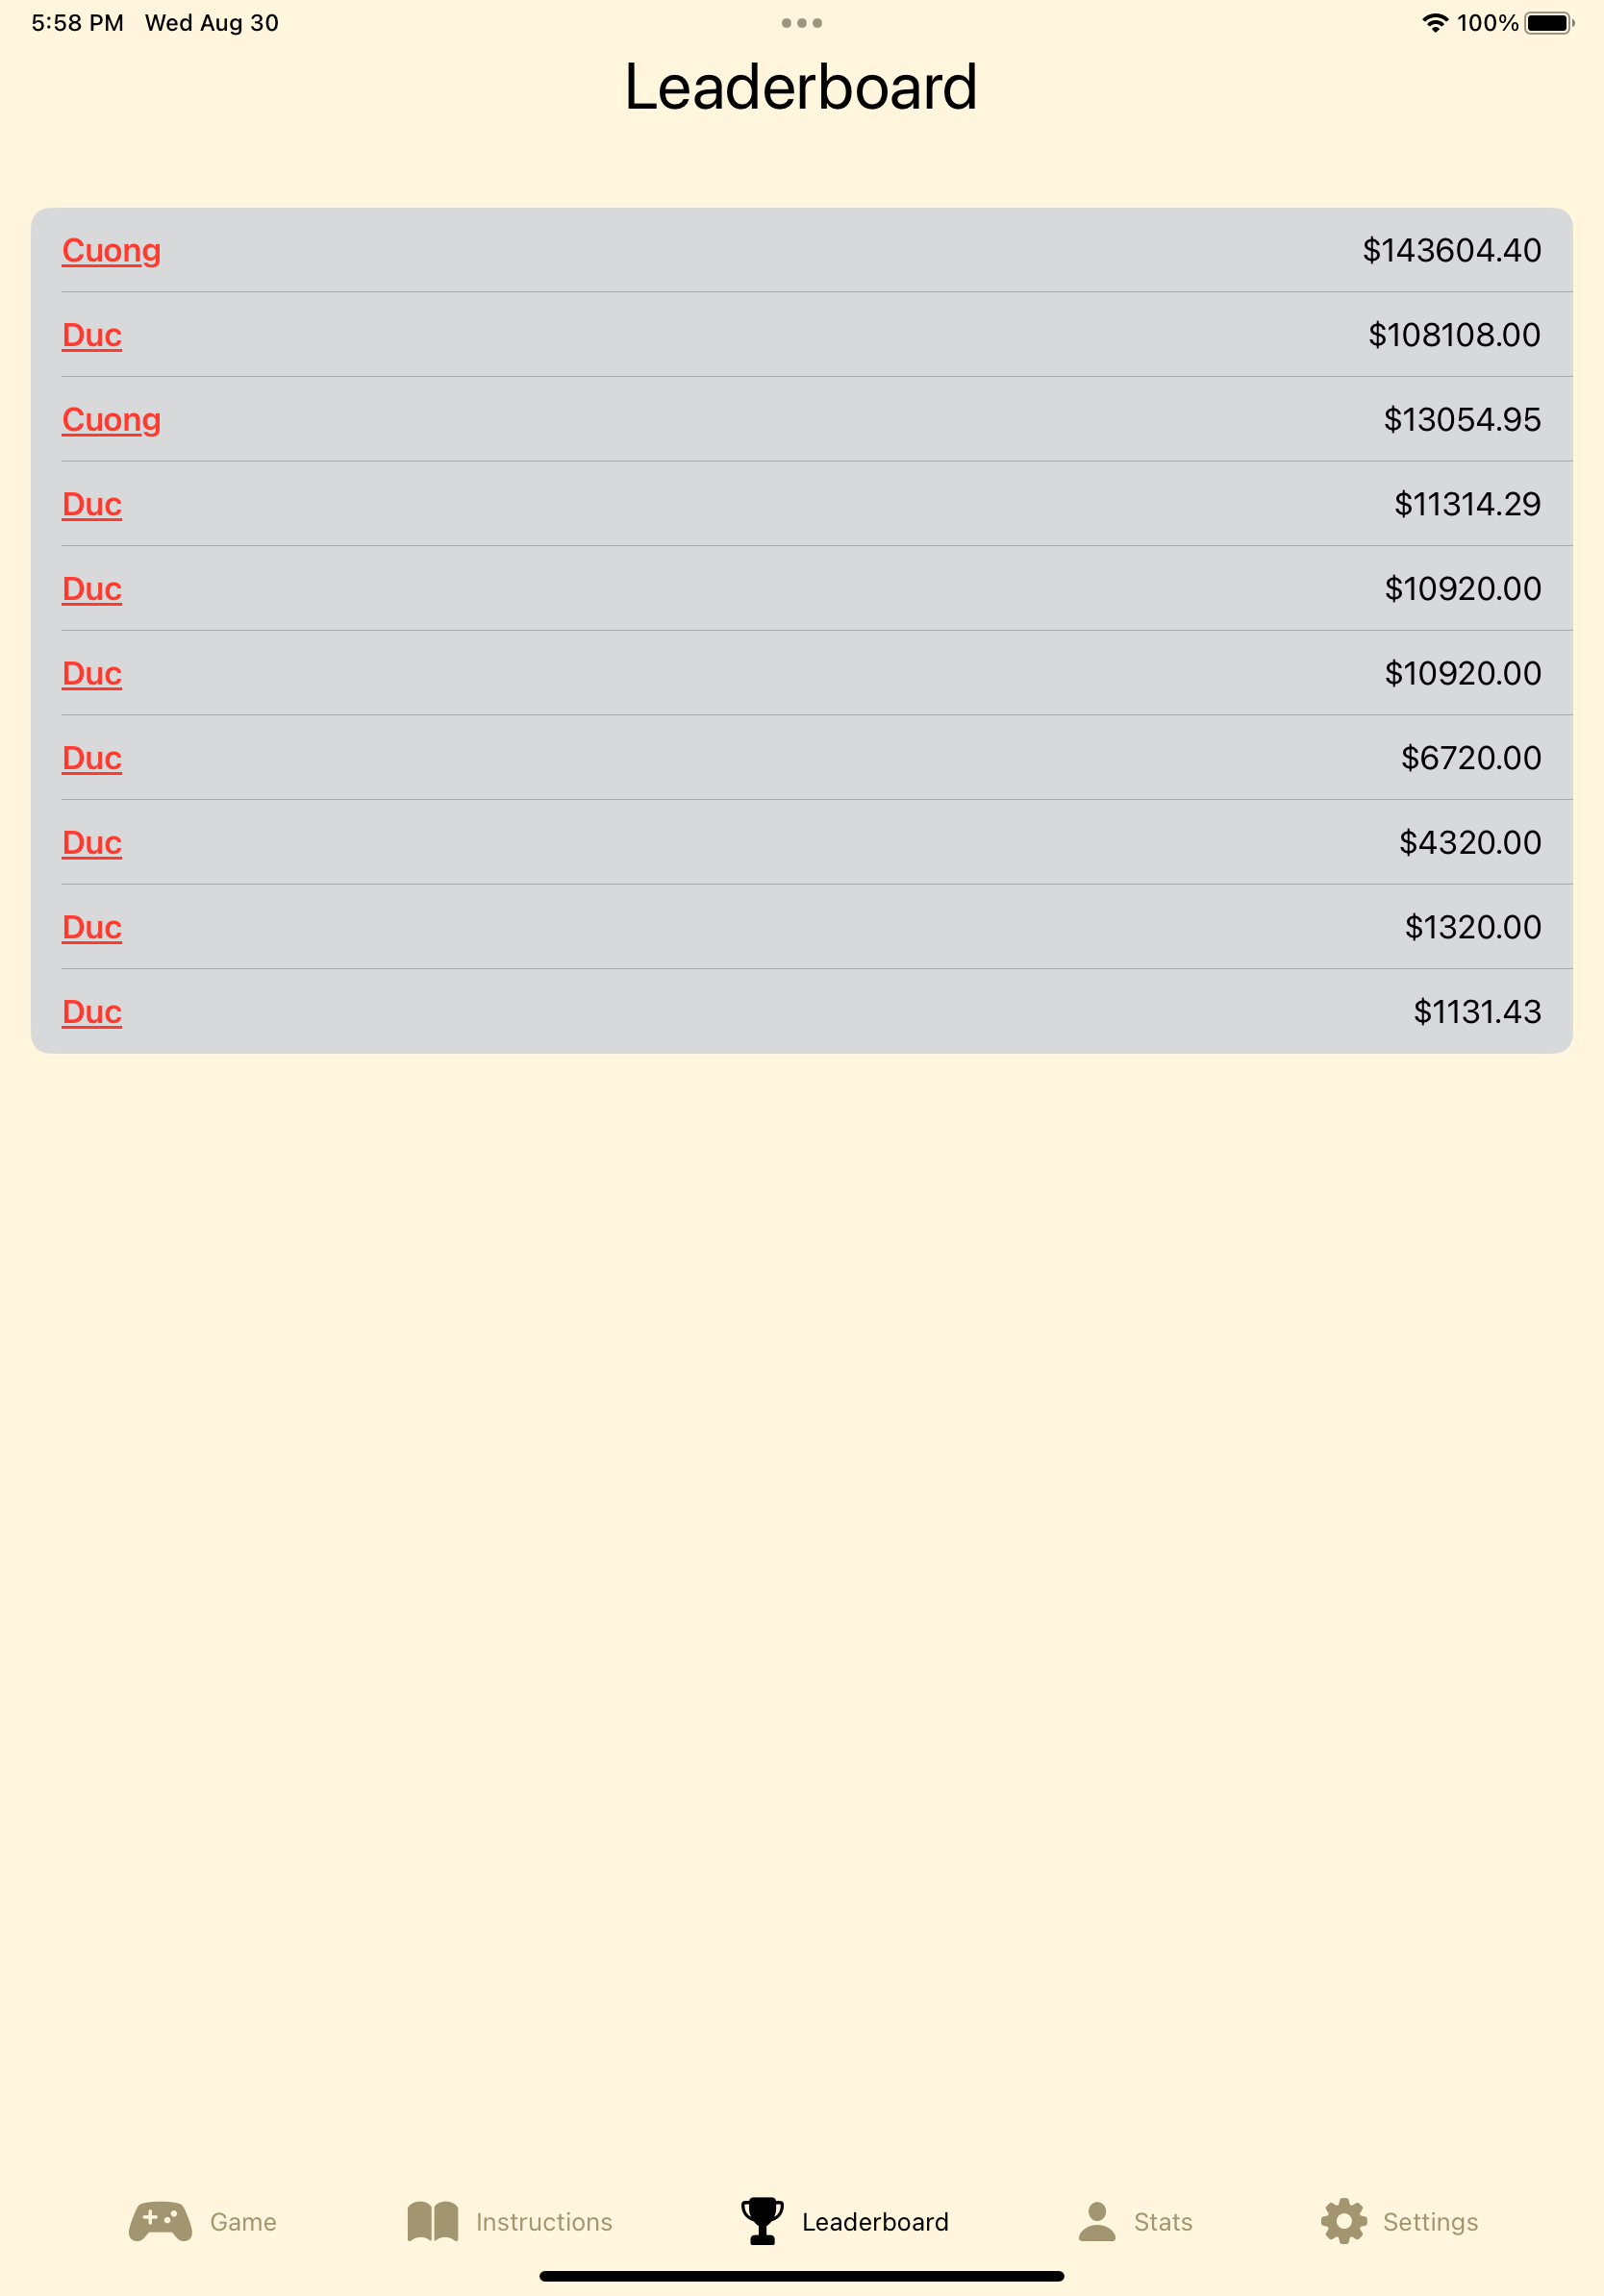 5:58 PM Wed Aug 30 100%
Leaderboard
Cuong $143604.40
Duc $108108.00
Cuong $13054.95
Duc $11314.29
Duc $10920.00
Duc $10920.00
Duc $6720.00
Duc $4320.00
Duc $1320.00
Duc $1131.43
Game Instructions Leaderboard Stats Settings